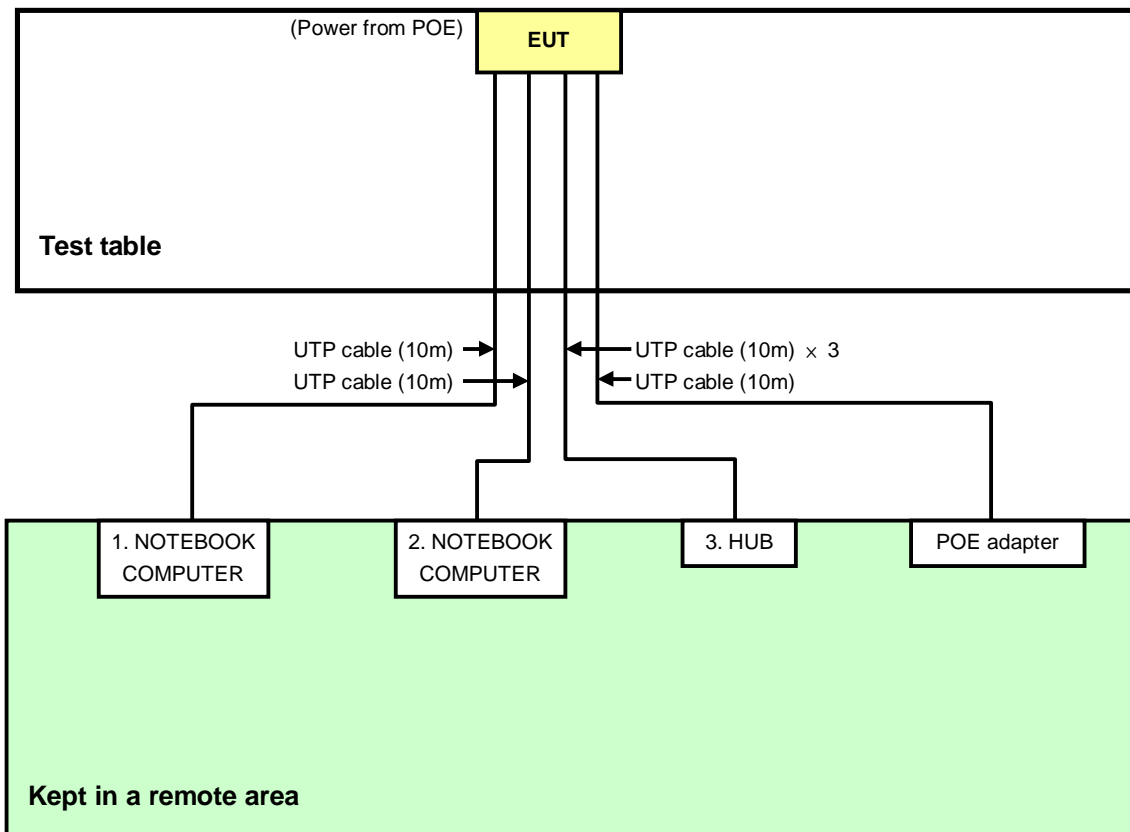 (Power from POE)
EUT
Test table
UTP cable (10m)
UTP cable (10m) × 3
UTP cable (10m)
UTP cable (10m)
1. NOTEBOOK
COMPUTER
2. NOTEBOOK
COMPUTER
3. HUB
POE adapter
Kept in a remote area